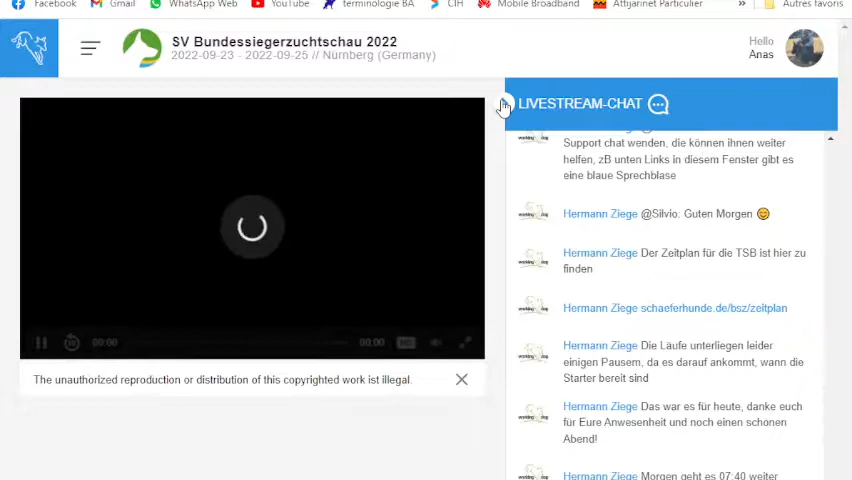 Facebook Gmail WhatsApp Web YouTube terminologie BA CIH Mobile Broadband Attijarinet Particulier » Autres favoris
SV Bundessiegerzuchtschau 2022
2022-09-23 - 2022-09-25 // Nürnberg (Germany)
Hello
Anas
LIVESTREAM-CHAT
Support chat wenden, die können ihnen weiter
helfen, zB unten Links in diesem Fenster gibt es
eine blaue Sprechblase
Hermann Ziege @Silvio: Guten Morgen 😊
Hermann Ziege Der Zeitplan für die TSB ist hier zu
finden
Hermann Ziege schaeferhunde.de/bsz/zeitplan
Hermann Ziege Die Läufe unterliegen leider
einigen Pausem, da es darauf ankommt, wann die
Starter bereit sind
Hermann Ziege Das war es für heute, danke euch
für Eure Anwesenheit und noch einen schönen
Abend!
Hermann Ziege Morgen geht es 07:40 weiter
00:00
00:00
The unauthorized reproduction or distribution of this copyrighted work ist illegal.